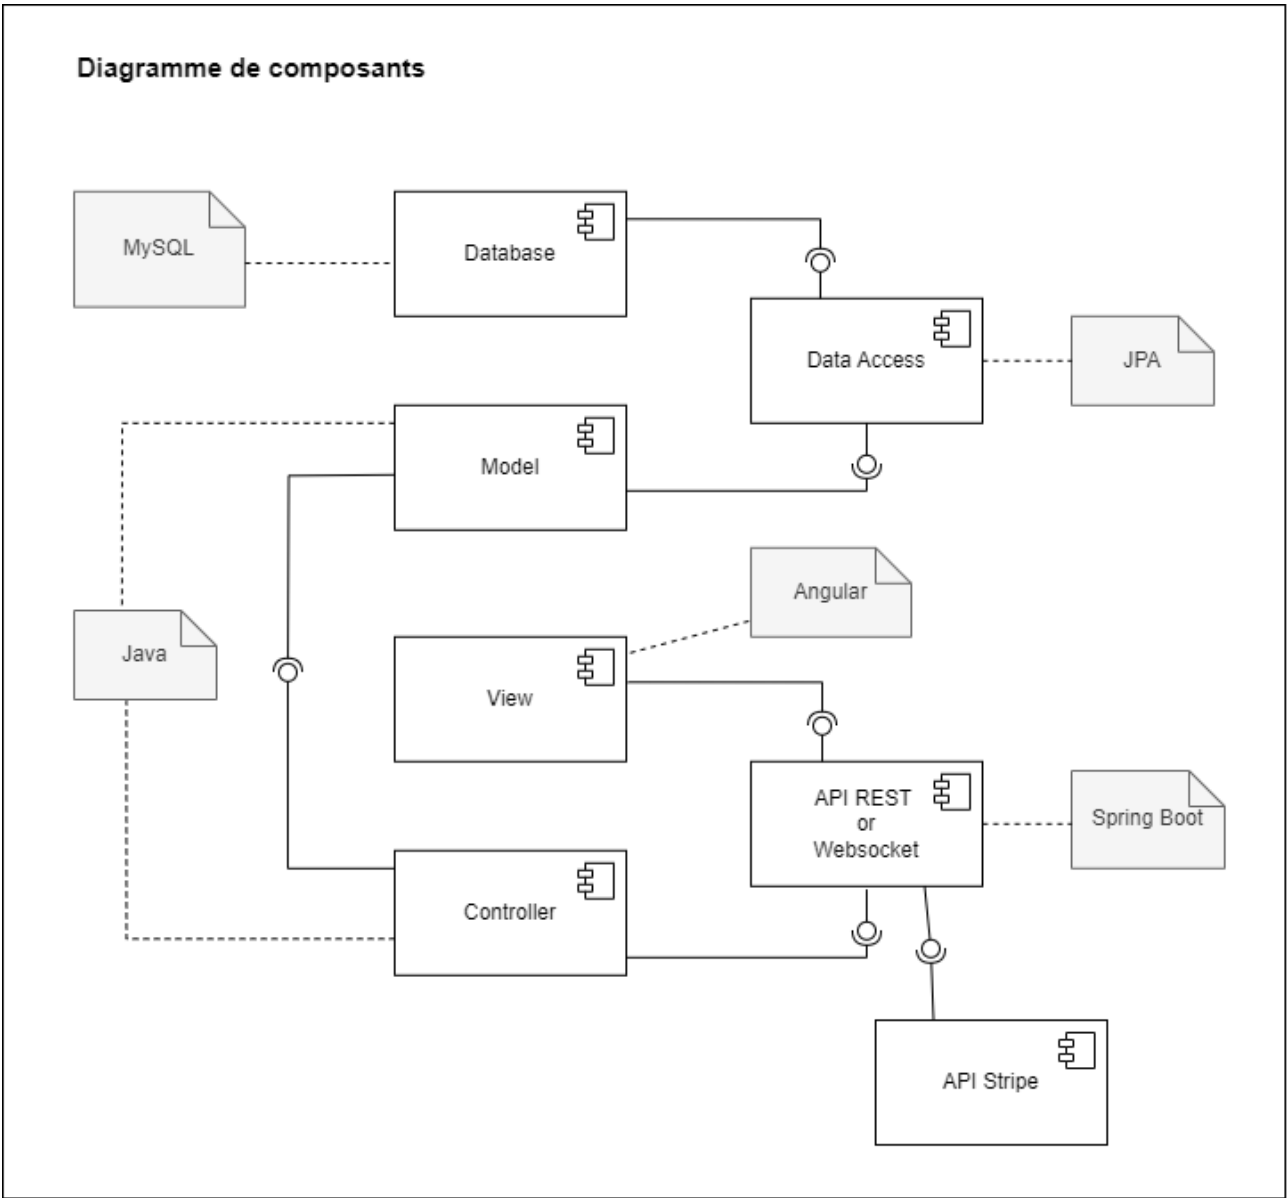 Diagramme de composants
MySQL
Database
Data Access
JPA
Model
Angular
Java
View
API REST
or
Websocket
Spring Boot
Controller
API Stripe